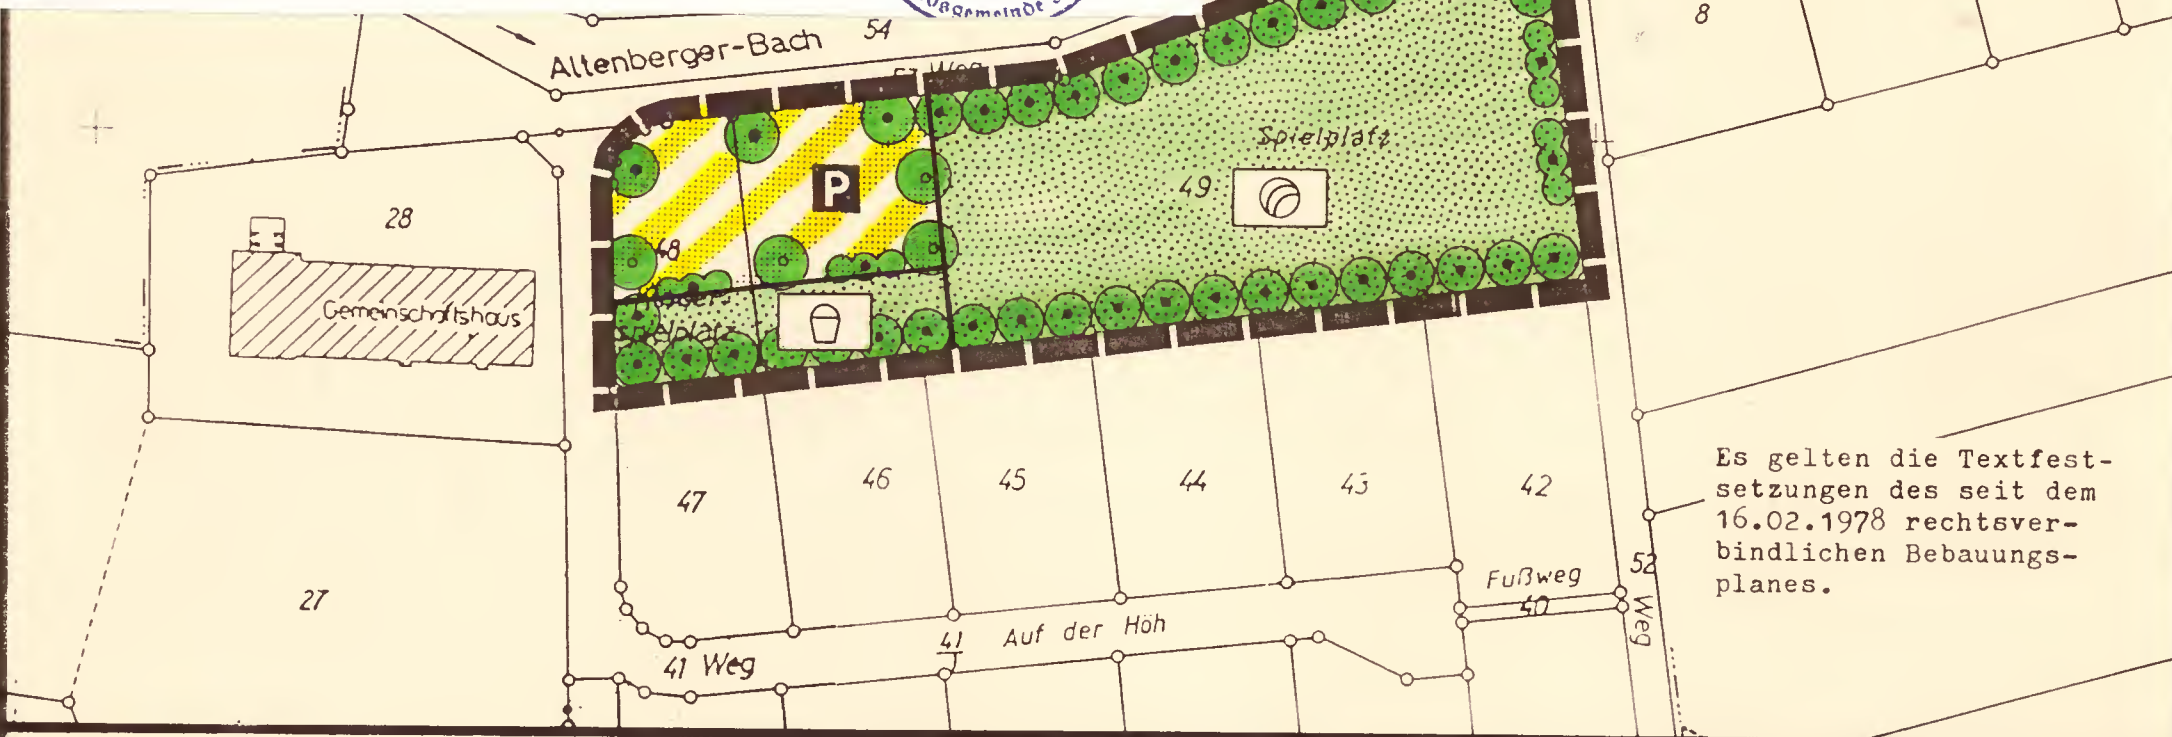 Altenberger-Bach
54
8
Weg
Spielplatz
49
P
28
48
Gemeinschaftshaus
Spielplatz
47
46
45
44
43
42
Es gelten die Textfest-
setzungen des seit dem
16.02.1978 rechtsver-
bindlichen Bebauungs-
planes.
52
Fußweg
40
Weg
27
41
1
Auf der Höh
41 Weg